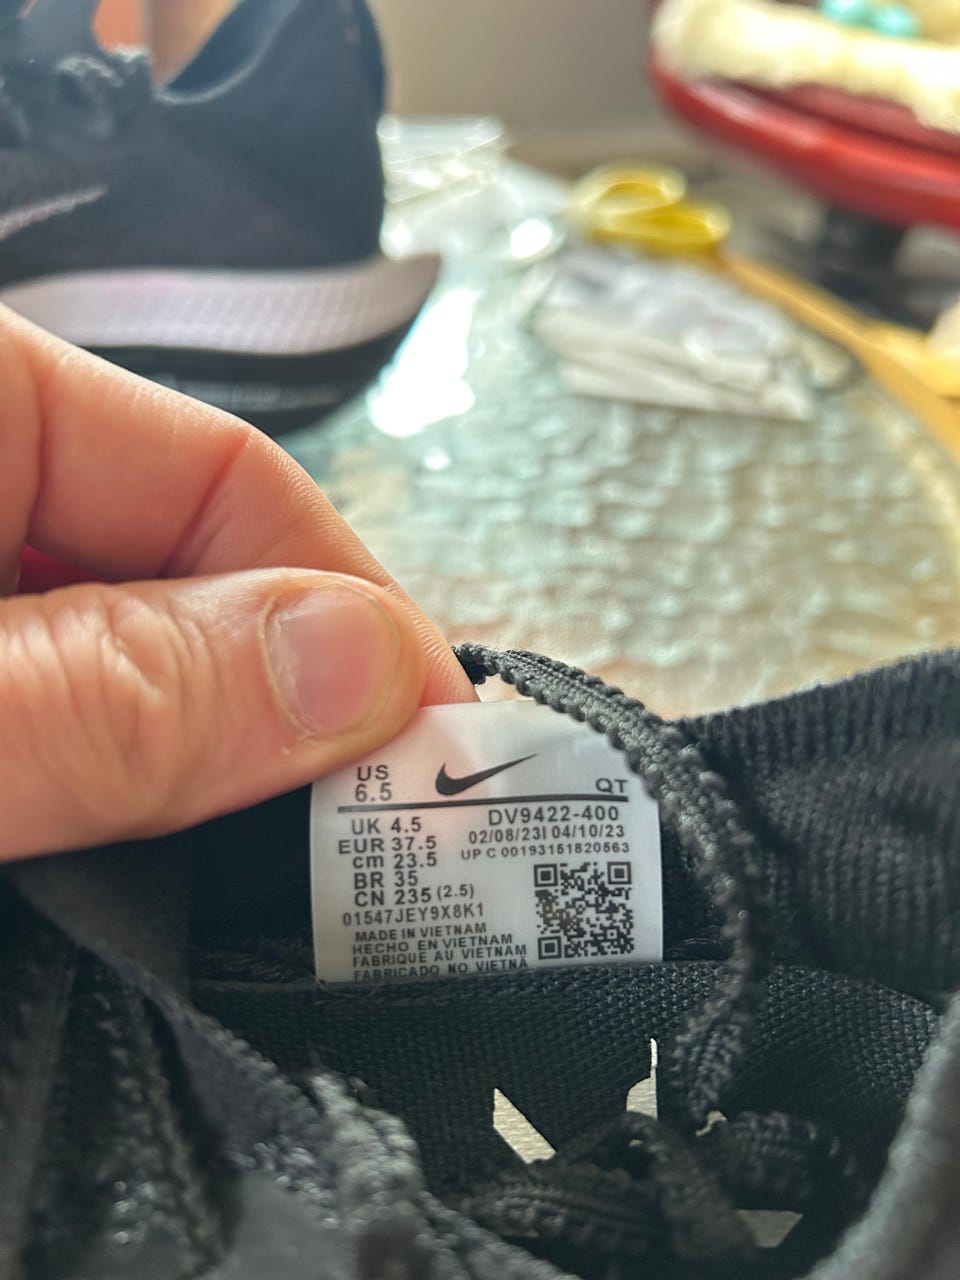 US
6.5
QT
UK 4.5
EUR 37.5
cm 23.5
BR 35
CN 235 (2.5)
01547JEY9X8K1
DV9422-400
02/08/23| 04/10/23
UP C 00193151820563
MADE IN VIETNAM
HECHO EN VIETNAM
FABRIQUE AU VIETNAM
FABRICADO NO VIETNÃ